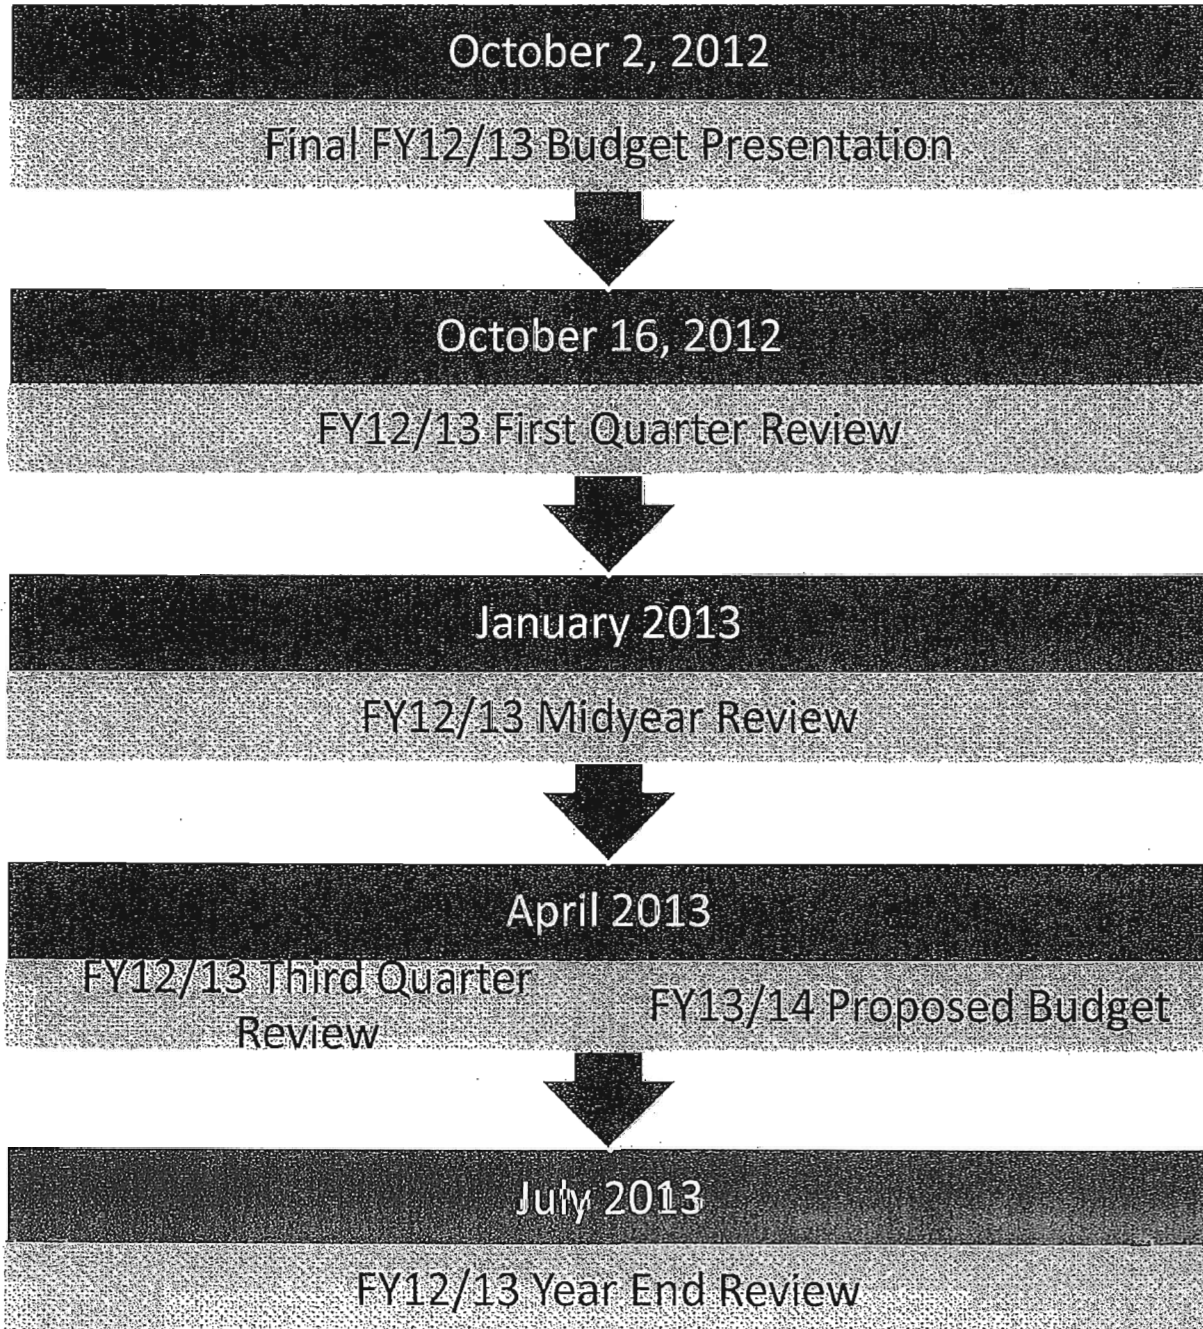 October 2, 2012
Final FY12/13 Budget Presentation
October 16, 2012
FY12/13 First Quarter Review
January 2013
FY12/13 Midyear Review
April 2013
FY12/13 Third Quarter
Review
FY13/14 Proposed Budget
July 2013
FY12/13 Year End Review